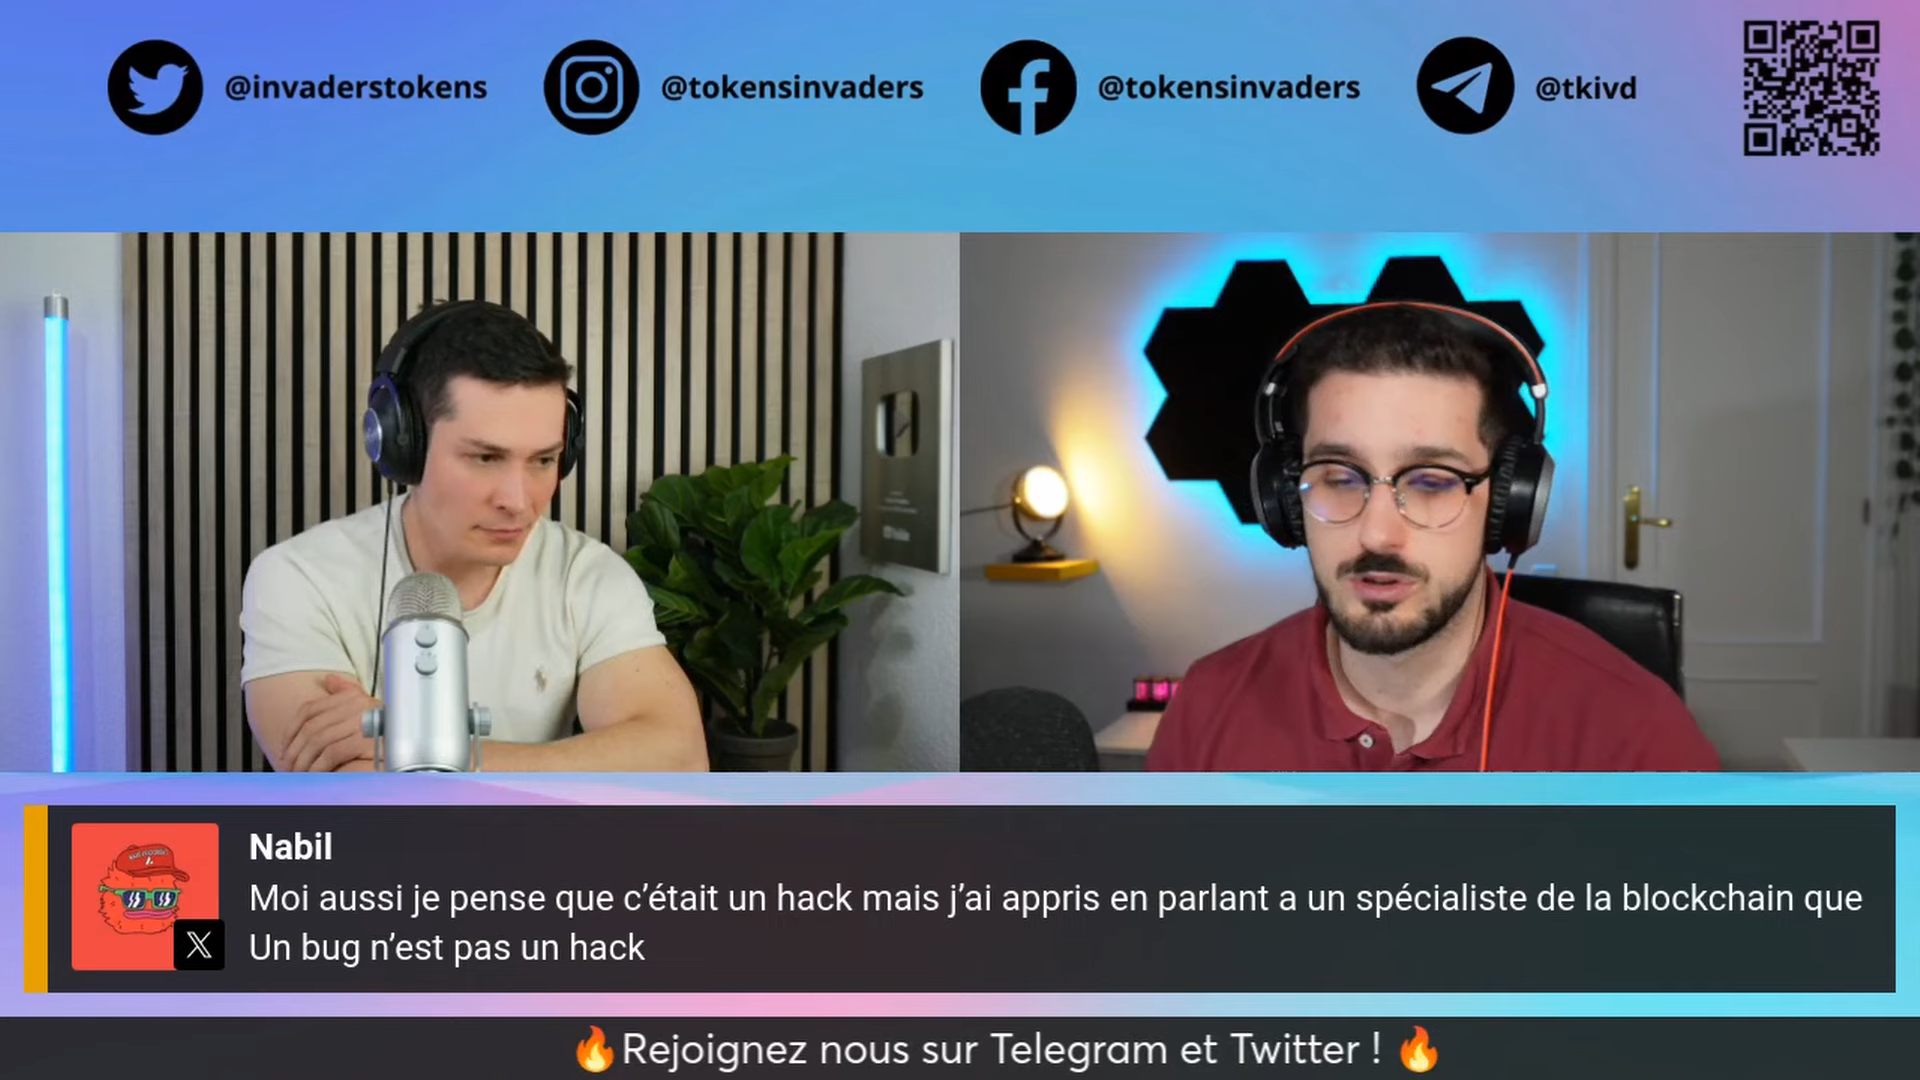 @invaderstokens
@tokensinvaders
@tokensinvaders
@tkivd
Nabil
Moi aussi je pense que c’était un hack mais j’ai appris en parlant a un spécialiste de la blockchain que
Un bug n’est pas un hack
🔥Rejoignez nous sur Telegram et Twitter ! 🔥